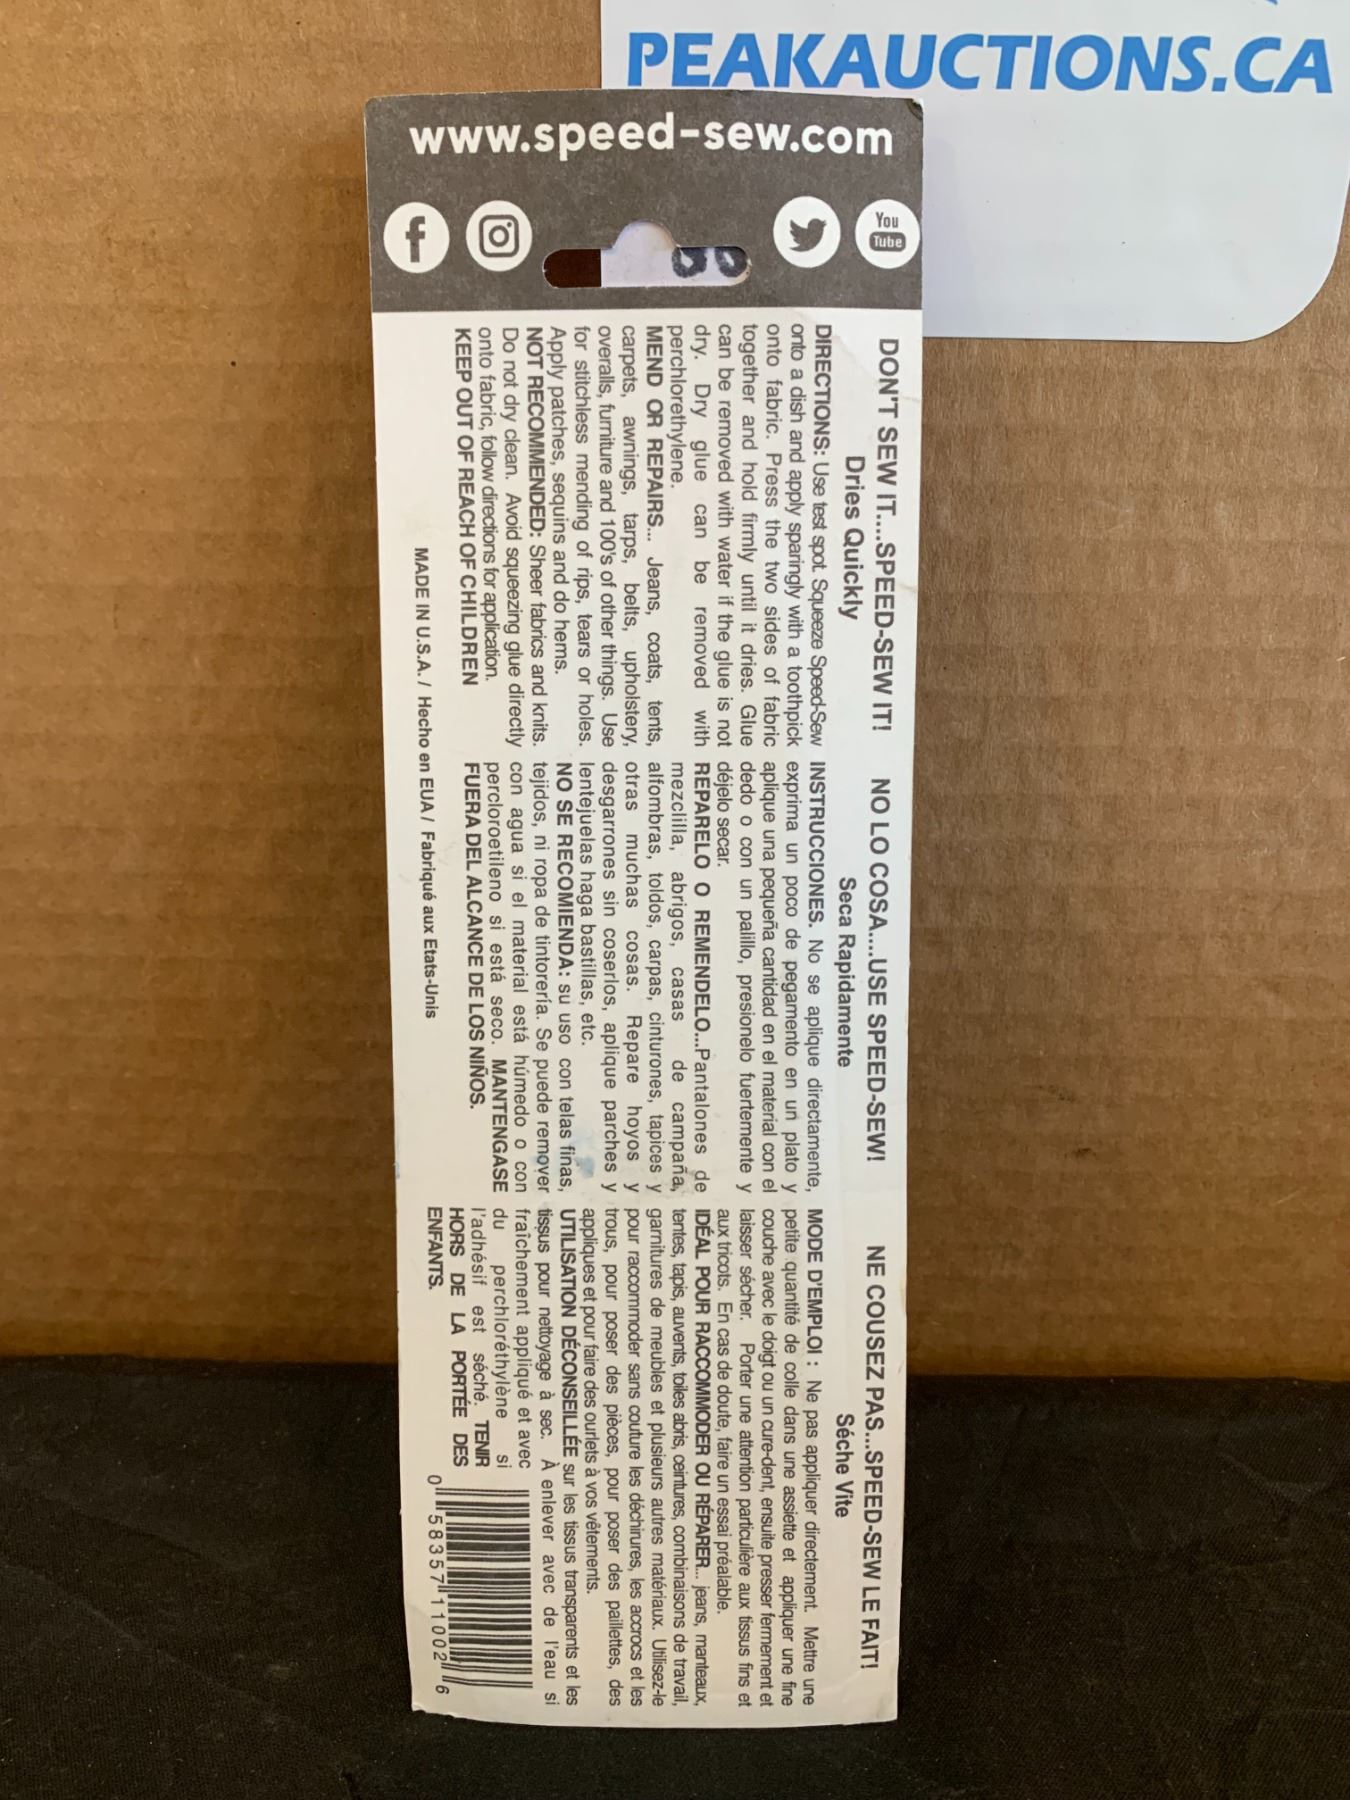 PEAKAUCTIONS.CA
www.speed-sew.com
You
Tube
DON'T SEW IT....SPEED-SEW IT!
Dries Quickly
DIRECTIONS: Use test spot. Squeeze Speed-Sew
onto a dish and apply sparingly with a toothpick
onto fabric. Press the two sides of fabric
together and hold firmly until it dries. Glue
can be removed with water if the glue is not
dry. Dry glue can be removed with
perchlorethylene.
MEND OR REPAIRS... Jeans, coats, tents,
carpets, awnings, tarps, belts, upholstery,
overalls, furniture and 100's of other things. Use
for stitchless mending of rips, tears or holes.
Apply patches, sequins and do hems.
NOT RECOMMENDED: Sheer fabrics and knits.
Do not dry clean. Avoid squeezing glue directly
onto fabric, follow directions for application.
KEEP OUT OF REACH OF CHILDREN
NO LO COSA....USE SPEED-SEW!
Seca Rapidamente
INSTRUCCIONES. No se aplique directamente,
exprima un poco de pegamento en un plato y
aplique una pequeña cantidad en el material con el
dedo o con un palillo, presionelo fuertemente y
déjelo secar.
REPARELO O REMENDELO...Pantalones de
mezclilla, abrigos, casas de campaña,
alfombras, toldos, carpas, cinturones, tapices y
otras muchas cosas. Repare hoyos y
desgarrones sin coserlos, aplique parches y
lentejuelas haga bastillas, etc.
NO SE RECOMIENDA: su uso con telas finas,
tejidos, ni ropa de tintorería. Se puede remover
con agua si el material está húmedo o con
percloroetileno si está seco. MANTENGASE
FUERA DEL ALCANCE DE LOS NIÑOS.
NE COUSEZ PAS...SPEED-SEW LE FAIT!
Séche Vite
MODE D'EMPLOI : Ne pas appliquer directement. Mettre une
petite quantité de colle dans une assiette et appliquer une fine
couche avec le doigt ou un cure-dent, ensuite presser fermement et
laisser sécher. Porter une attention particulière aux tissus fins et
aux tricots. En cas de doute, faire un essai préalable.
IDÉAL POUR RACCOMMODER OU RÉPARER... jeans, manteaux,
tentes, tapis, auvents, toiles abris, ceintures, combinaisons de travail,
garnitures de meubles et plusieurs autres matériaux. Utilisez-le
pour raccommoder sans couture les déchirures, les accrocs et les
trous, pour poser des pièces, pour poser des paillettes, des
appliques et pour faire des ourlets à vos vêtements.
UTILISATION DÉCONSEILLÉE sur les tissus transparents et les
tissus pour nettoyage à sec. À enlever avec de l'eau si
fraîchement appliqué et avec
du perchloréthylène si
l'adhésif est séché. TENIR
HORS DE LA PORTÉE DES
ENFANTS.
MADE IN U.S.A. / Hecho en EUA / Fabriqué aux Etats-Unis
0 58357 11002 6